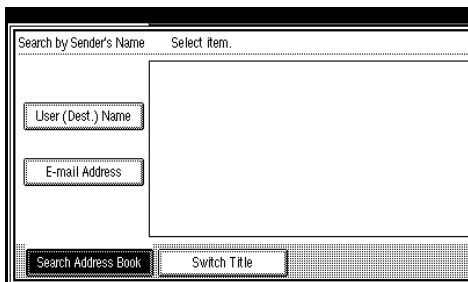 Search by Sender's Name Select item.
User (Dest.) Name
E-mail Address
Search Address Book Switch Title